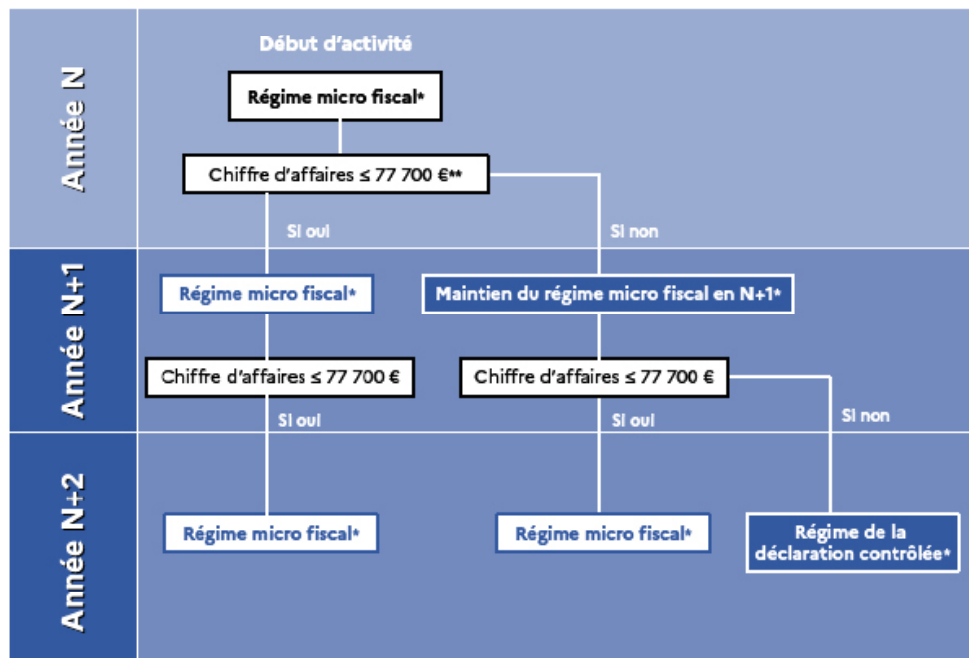 Année N
Début d'activité
Régime micro fiscal*
Chiffre d'affaires ≤ 77 700 €**
Si oui
Si non
Année N+1
Régime micro fiscal*
Maintien du régime micro fiscal en N+1*
Chiffre d'affaires ≤ 77 700 €
Chiffre d'affaires ≤ 77 700 €
Si oui
Si oui
Si non
Année N+2
Régime micro fiscal*
Régime micro fiscal*
Régime de la
déclaration contrôlée*